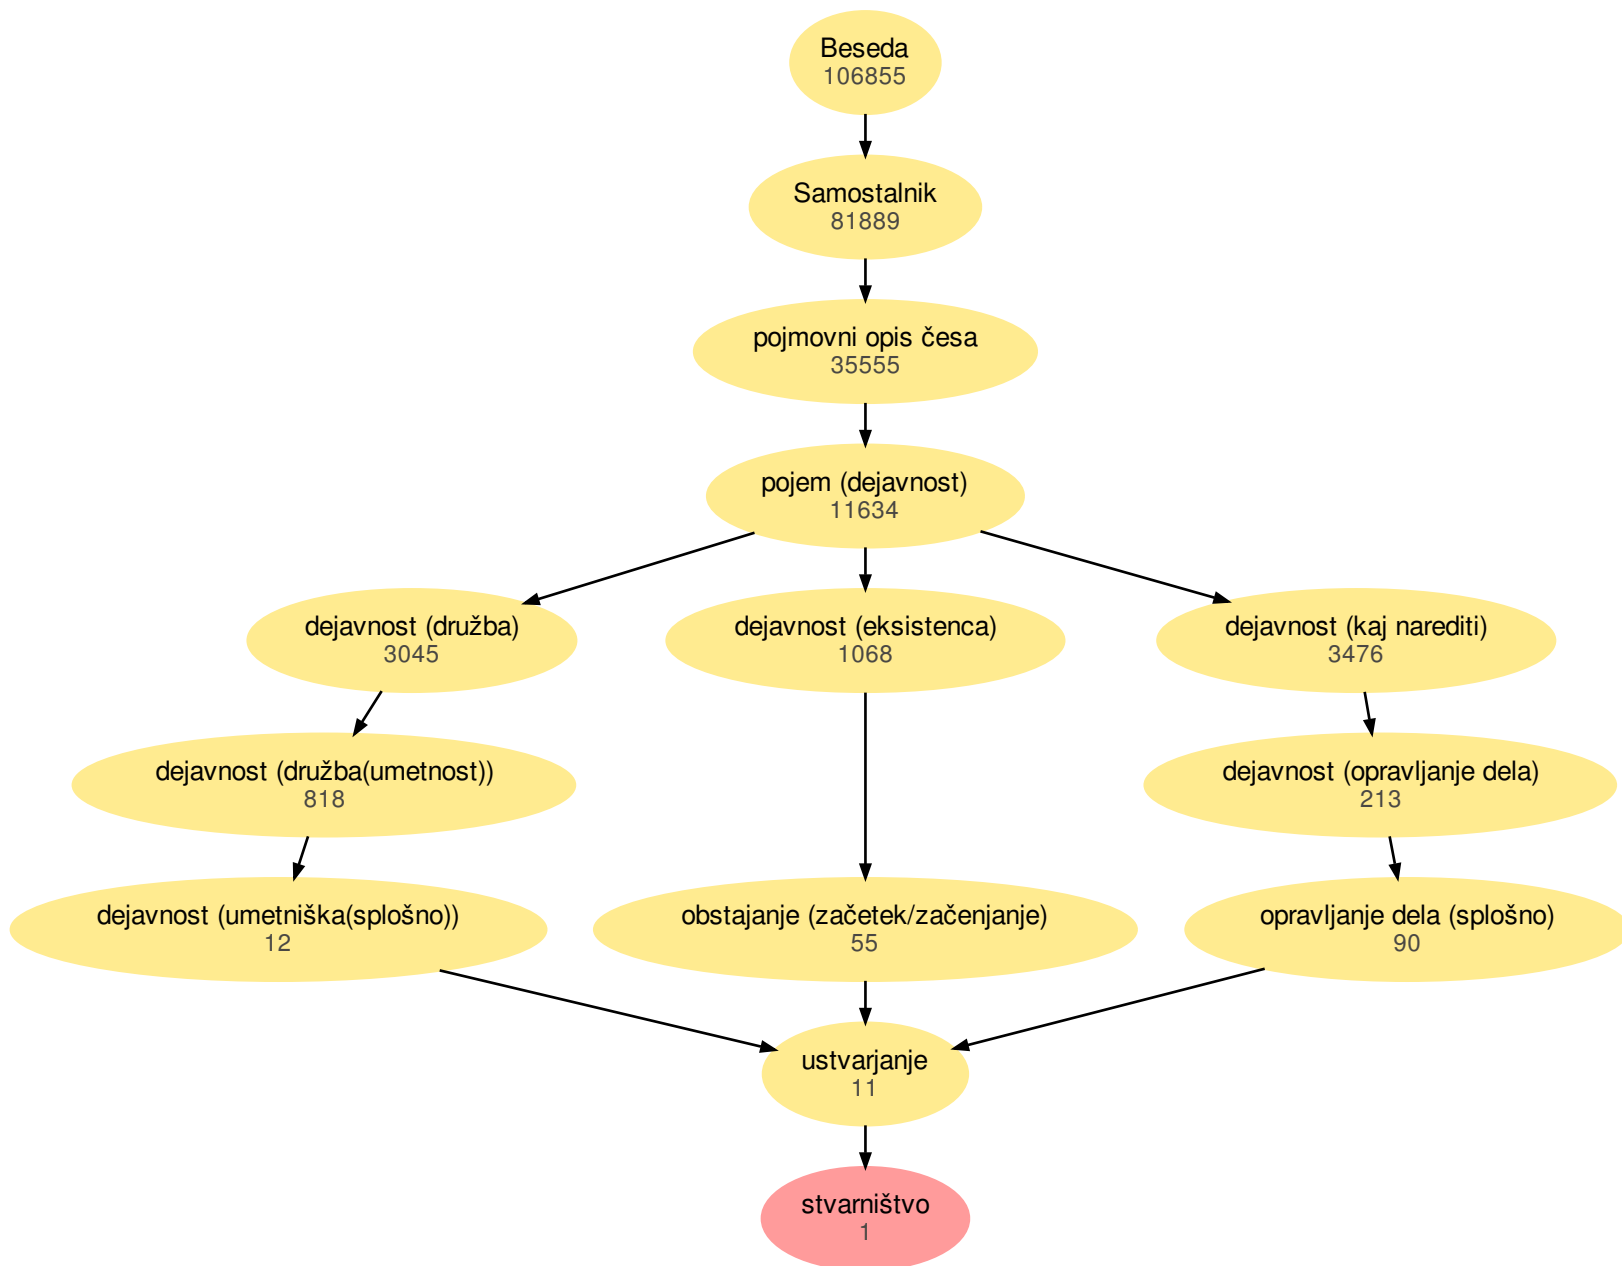 Beseda
106855
Samostalnik
81889
pojmovni opis česa
35555
pojem (dejavnost)
11634
dejavnost (družba)
3045
dejavnost (eksistenca)
1068
dejavnost (kaj narediti)
3476
dejavnost (družba(umetnost))
818
dejavnost (opravljanje dela)
213
dejavnost (umetniška(splošno))
12
obstajanje (začetek/začenjanje)
55
opravljanje dela (splošno)
90
ustvarjanje
11
stvarništvo
1